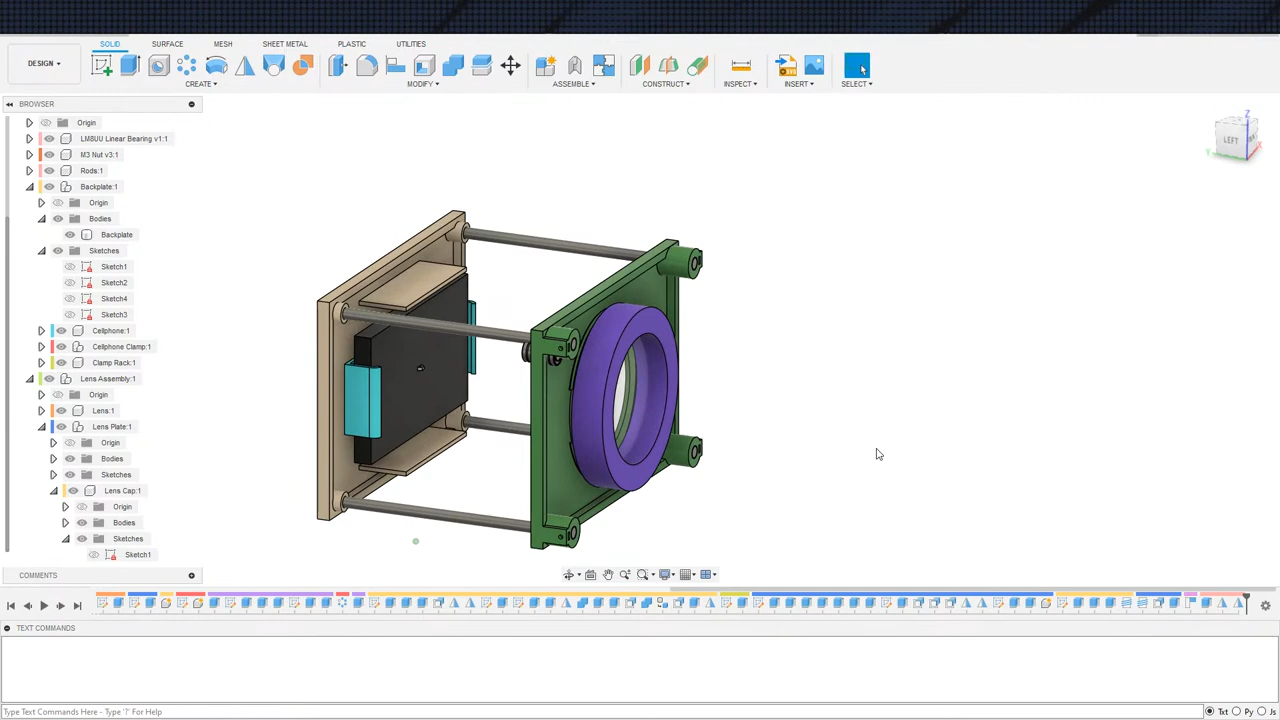 SOLID SURFACE MESH SHEET METAL PLASTIC UTILITIES
DESIGN
CREATE MODIFY ASSEMBLE CONSTRUCT INSPECT INSERT SELECT
BROWSER
Origin
LM8UU Linear Bearing v1:1
M3 Nut v3:1
Rods:1
Backplate:1
Origin
Bodies
Backplate
Sketches
Sketch1
Sketch2
Sketch4
Sketch3
Cellphone:1
Cellphone Clamp:1
Clamp Rack:1
Lens Assembly:1
Origin
Lens:1
Lens Plate:1
Origin
Bodies
Sketches
Lens Cap:1
Origin
Bodies
Sketches
Sketch1
Z
LEFT
COMMENTS
TEXT COMMANDS
Type Text Commands Here - Type '?' For Help
Txt Py Js